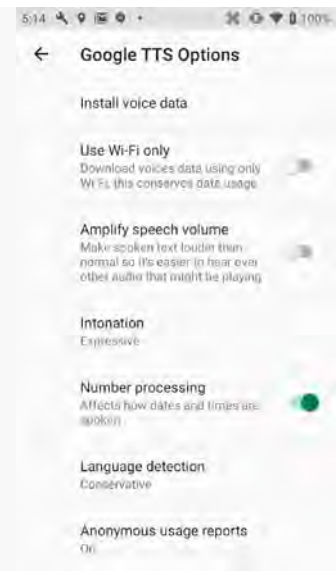 5:14 100%
Google TTS Options
Install voice data
Use Wi-Fi only
Download voices data using only
Wi-Fi, this conserves data usage
Amplify speech volume
Make spoken text louder than
normal so it's easier to hear over
other audio that might be playing
Intonation
Expressive
Number processing
Affects how dates and times are
spoken
Language detection
Conservative
Anonymous usage reports
On